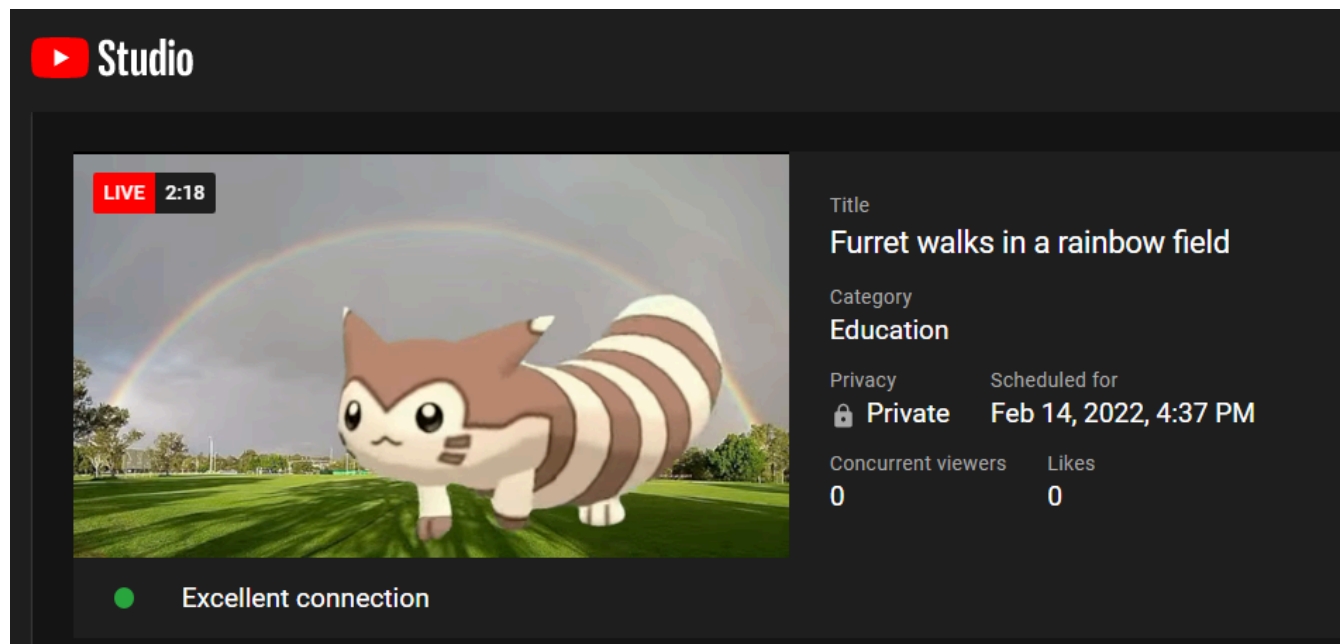 Studio
LIVE 2:18
Title
Furret walks in a rainbow field
Category
Education
Privacy Scheduled for
Private Feb 14, 2022, 4:37 PM
Concurrent viewers Likes
0 0
Excellent connection